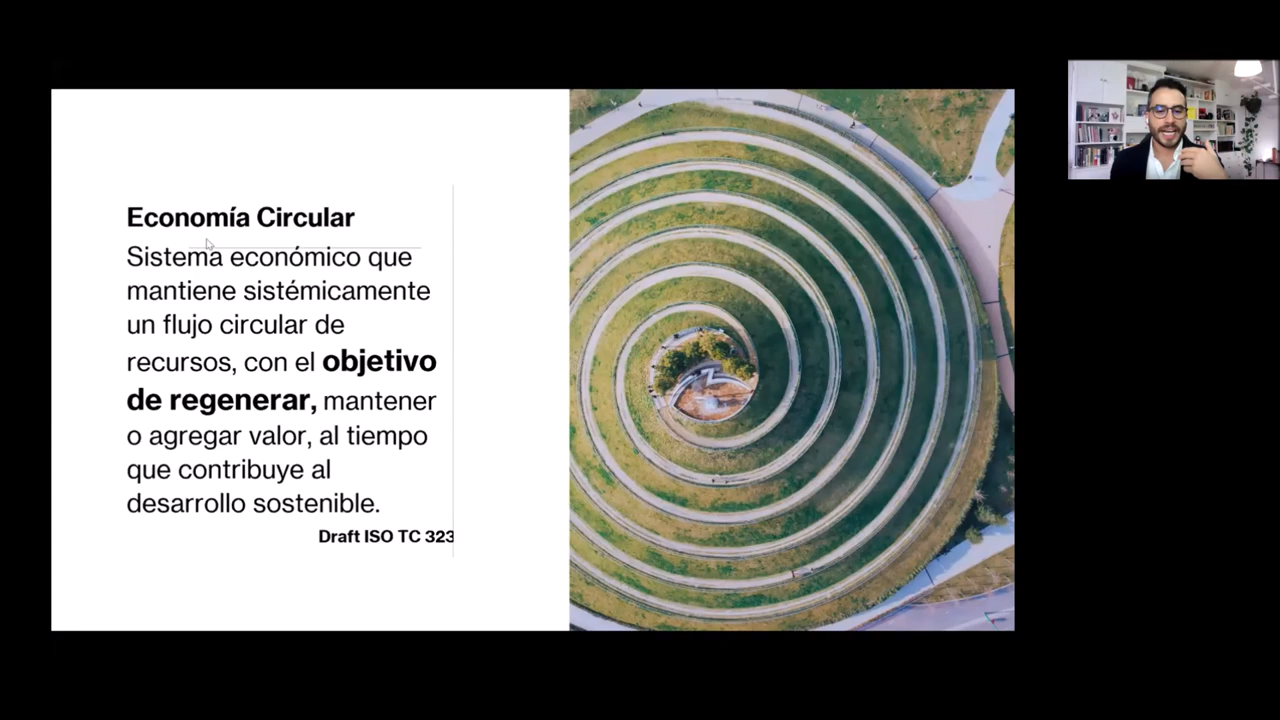 Economía Circular
Sistema económico que
mantiene sistémicamente
un flujo circular de
recursos, con el objetivo
de regenerar, mantener
o agregar valor, al tiempo
que contribuye al
desarrollo sostenible.
Draft ISO TC 323